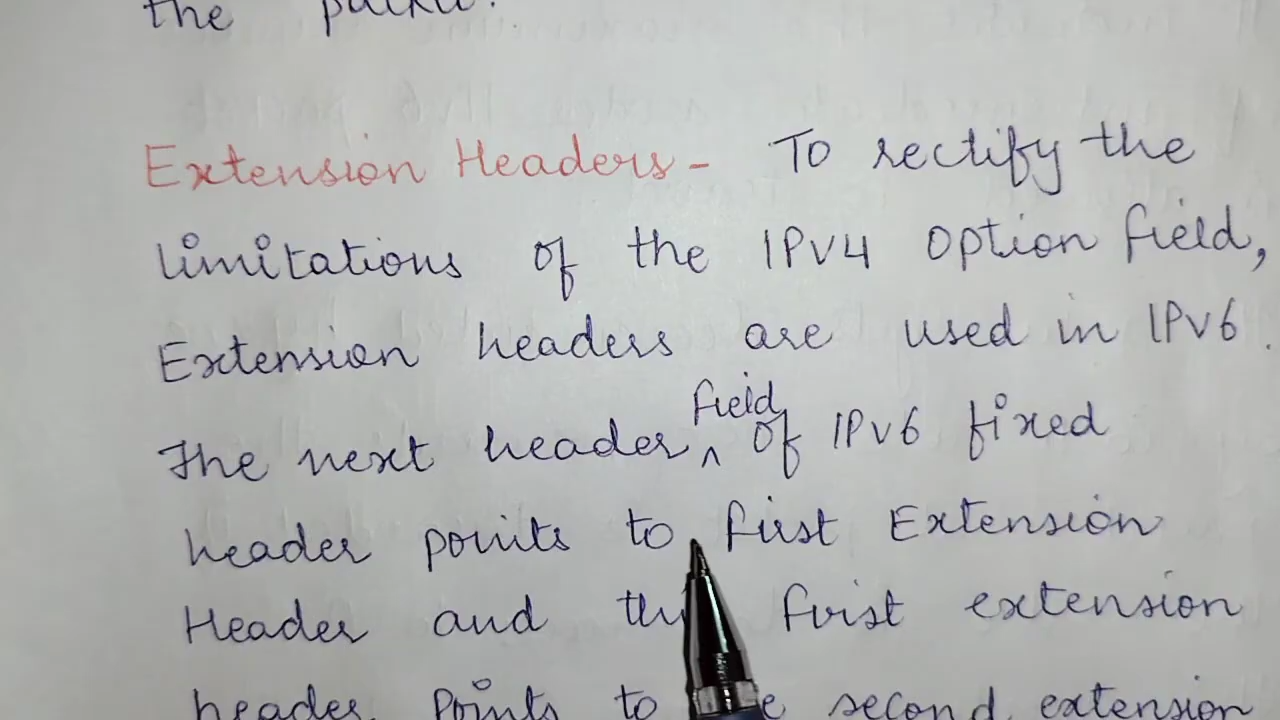 the packet.
Extension Headers - To rectify the
limitations of the IPv4 Option field,
Extension headers are used in IPv6.
The next header ^ field of IPv6 fixed
header points to first Extension
Header and the first extension
header points to second extension